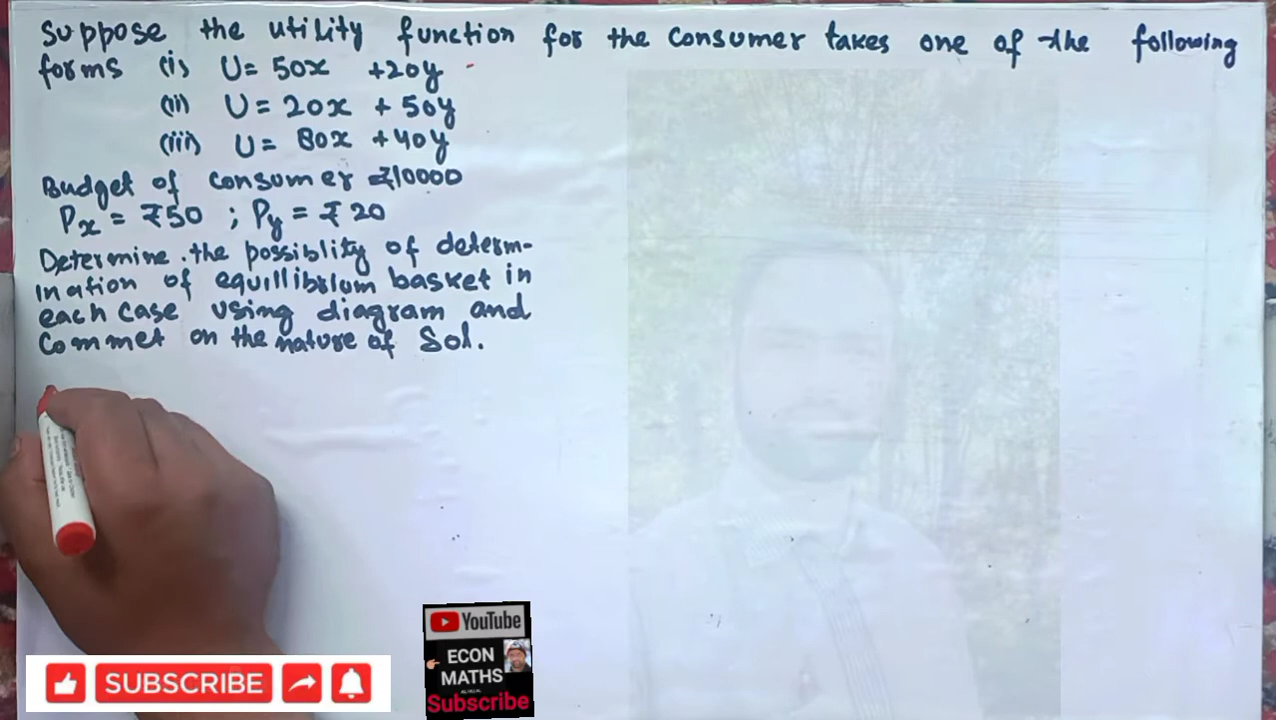 Suppose the utility function for the consumer takes one of the following
forms (i) U= 50x +20y
(ii) U= 20x + 50y
(iii) U= 80x +40y
Budget of consumer = ₹10000
Px = ₹50 ; Py = ₹ 20
Determine the possiblity of determ-
ination of equillibrium basket in
each case using diagram and
Commet on the nature of Sol.
YouTube
ECON
MATHS
Subscribe
SUBSCRIBE